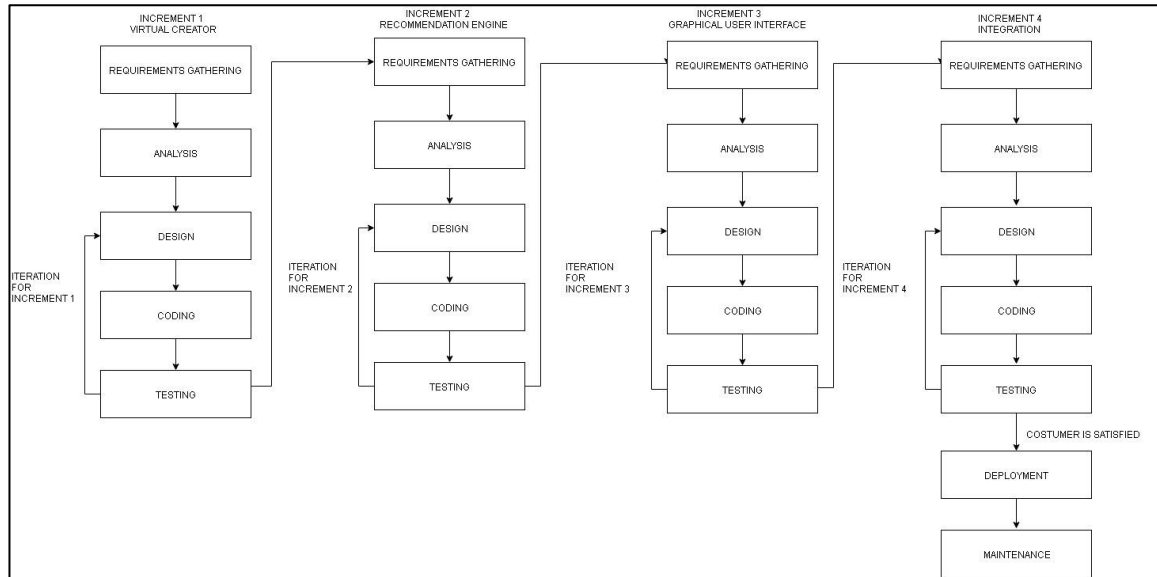 INCREMENT 1
VIRTUAL CREATOR
REQUIREMENTS GATHERING
ANALYSIS
DESIGN
ITERATION
FOR
INCREMENT 1
CODING
TESTING
INCREMENT 2
RECOMMENDATION ENGINE
REQUIREMENTS GATHERING
ANALYSIS
DESIGN
ITERATION
FOR
INCREMENT 2
CODING
TESTING
INCREMENT 3
GRAPHICAL USER INTERFACE
REQUIREMENTS GATHERING
ANALYSIS
DESIGN
ITERATION
FOR
INCREMENT 3
CODING
TESTING
INCREMENT 4
INTEGRATION
REQUIREMENTS GATHERING
ANALYSIS
DESIGN
ITERATION
FOR
INCREMENT 4
CODING
TESTING
COSTUMER IS SATISFIED
DEPLOYMENT
MAINTENANCE